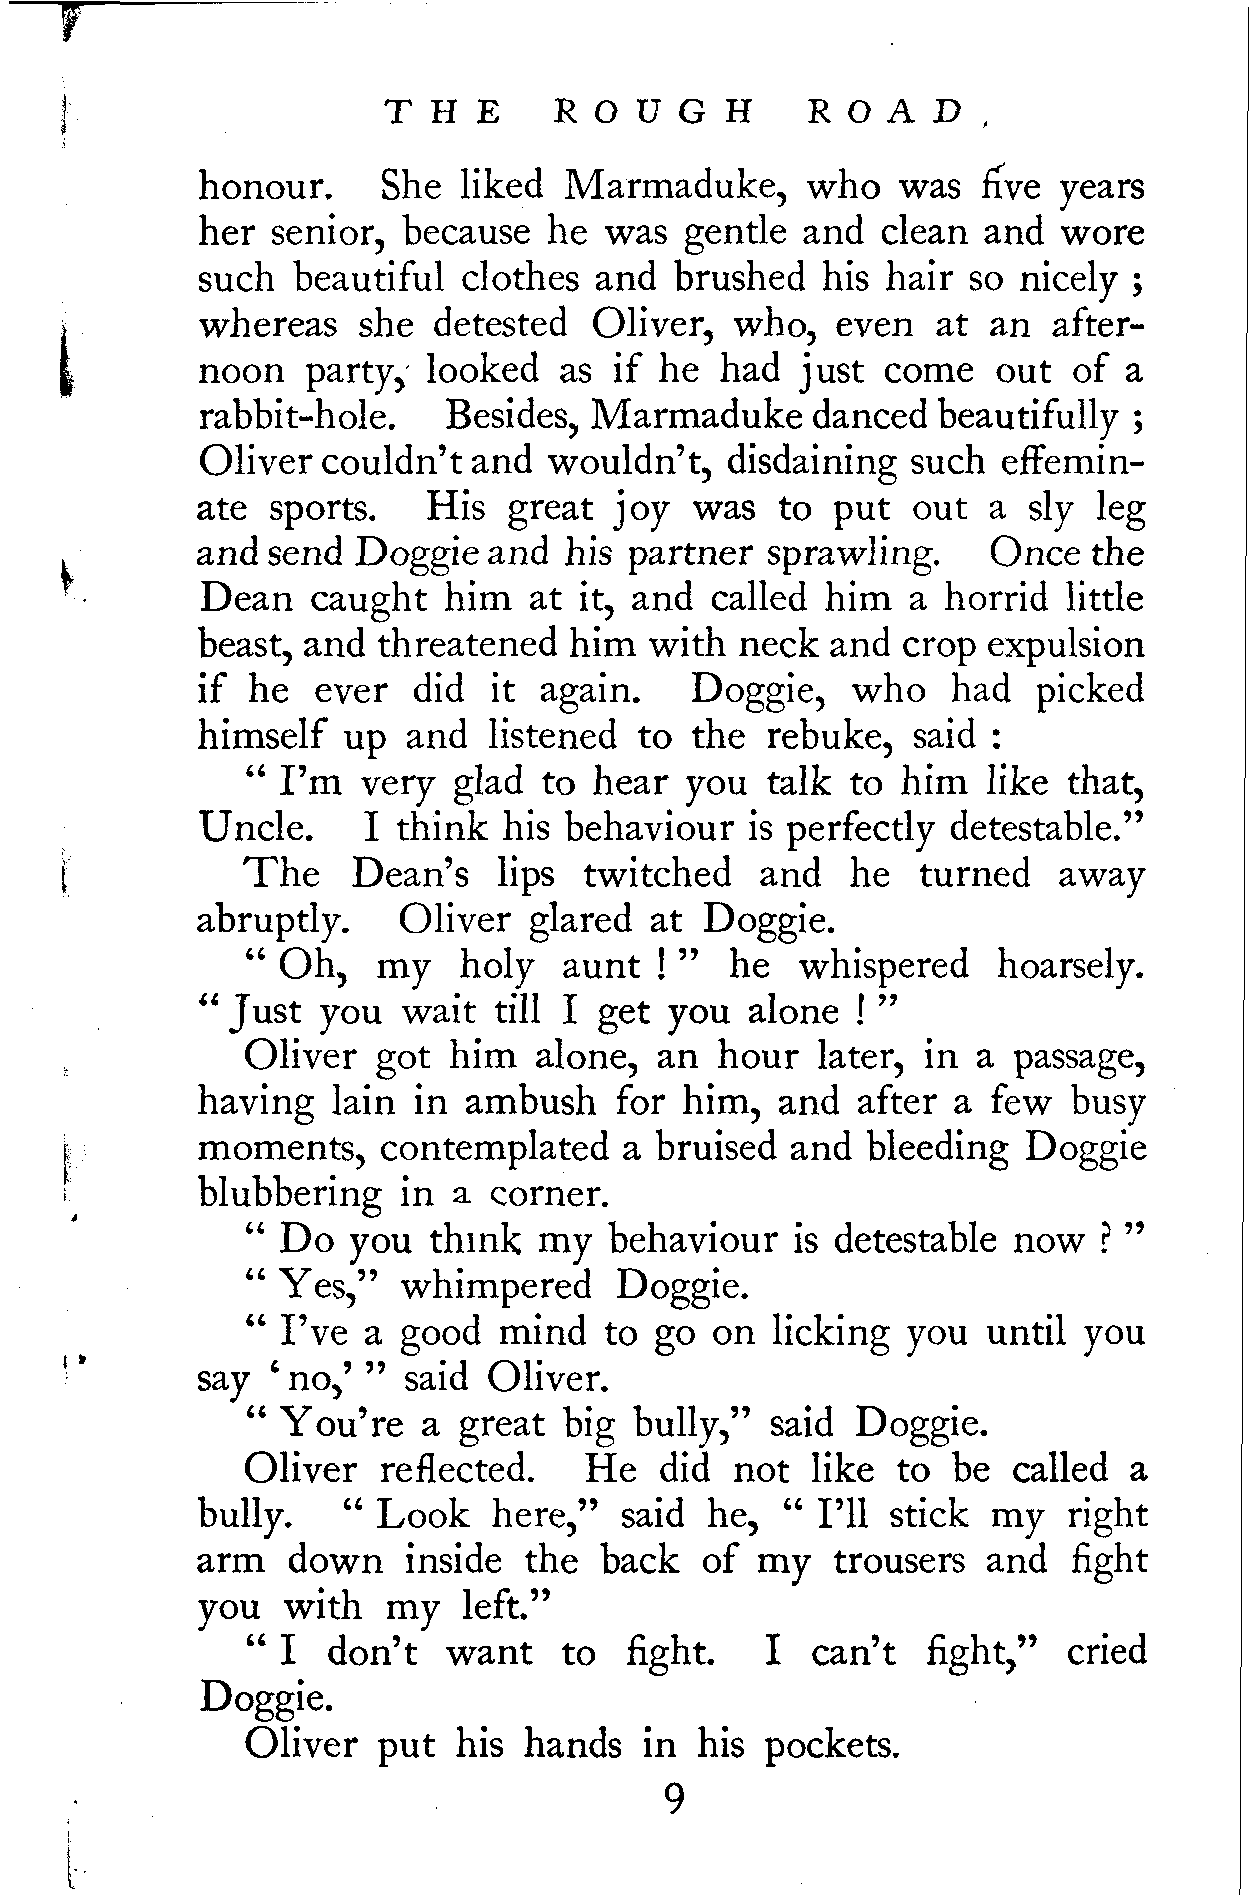 THE ROUGH ROAD
honour. She liked Marmaduke, who was five years
her senior, because he was gentle and clean and wore
such beautiful clothes and brushed his hair so nicely ;
whereas she detested Oliver, who, even at an after-
noon party, looked as if he had just come out of a
rabbit-hole. Besides, Marmaduke danced beautifully ;
Oliver couldn't and wouldn't, disdaining such effemin-
ate sports. His great joy was to put out a sly leg
and send Doggie and his partner sprawling. Once the
Dean caught him at it, and called him a horrid little
beast, and threatened him with neck and crop expulsion
if he ever did it again. Doggie, who had picked
himself up and listened to the rebuke, said :
" I'm very glad to hear you talk to him like that,
Uncle. I think his behaviour is perfectly detestable."
The Dean's lips twitched and he turned away
abruptly. Oliver glared at Doggie.
" Oh, my holy aunt ! " he whispered hoarsely.
" Just you wait till I get you alone ! "
Oliver got him alone, an hour later, in a passage,
having lain in ambush for him, and after a few busy
moments, contemplated a bruised and bleeding Doggie
blubbering in a corner.
" Do you think my behaviour is detestable now ? "
" Yes," whimpered Doggie.
" I've a good mind to go on licking you until you
say ' no,' " said Oliver.
" You're a great big bully," said Doggie.
Oliver reflected. He did not like to be called a
bully. " Look here," said he, " I'll stick my right
arm down inside the back of my trousers and fight
you with my left."
" I don't want to fight. I can't fight," cried
Doggie.
Oliver put his hands in his pockets.
9